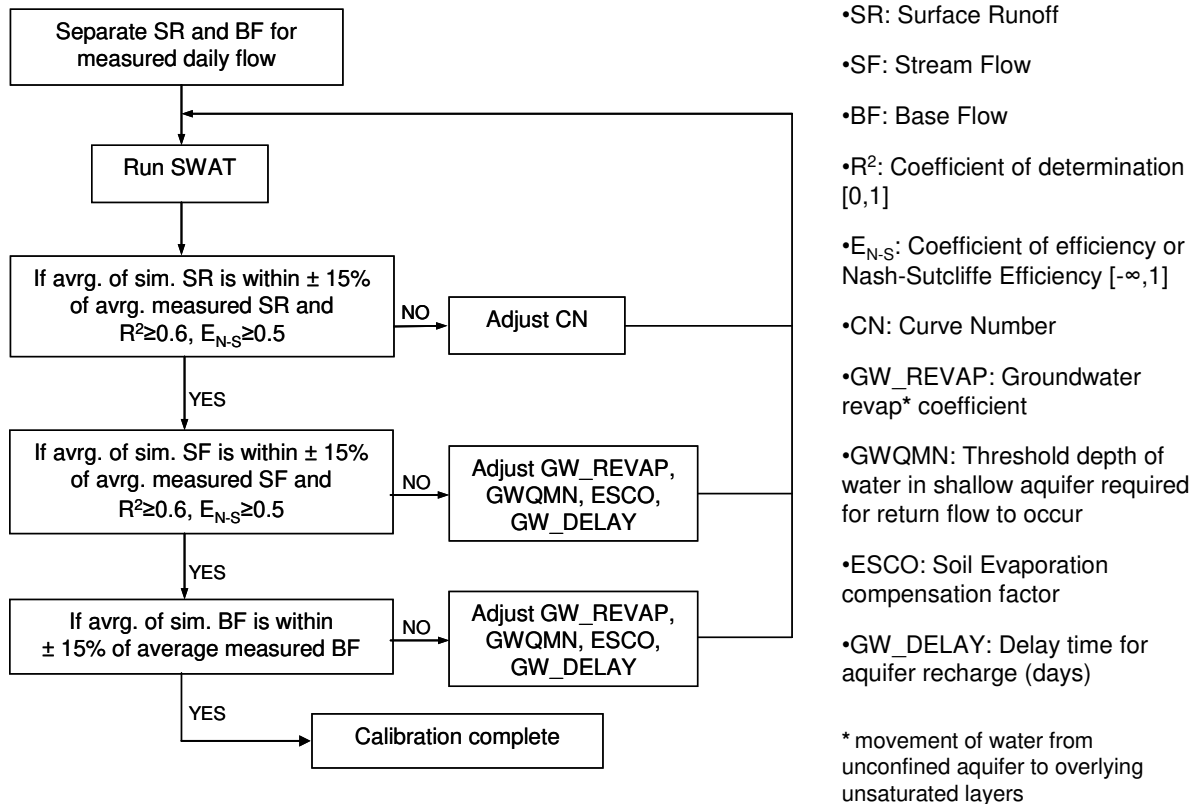 Separate SR and BF for
measured daily flow
Run SWAT
If avrg. of sim. SR is within ± 15%
of avrg. measured SR and
R²≥0.6, E_N-S≥0.5
NO
Adjust CN
YES
If avrg. of sim. SF is within ± 15%
of avrg. measured SF and
R²≥0.6, E_N-S≥0.5
NO
Adjust GW_REVAP,
GWQMN, ESCO,
GW_DELAY
YES
If avrg. of sim. BF is within
± 15% of average measured BF
NO
Adjust GW_REVAP,
GWQMN, ESCO,
GW_DELAY
YES
Calibration complete
•SR: Surface Runoff
•SF: Stream Flow
•BF: Base Flow
•R²: Coefficient of determination
[0,1]
•E_N-S: Coefficient of efficiency or
Nash-Sutcliffe Efficiency [-∞,1]
•CN: Curve Number
•GW_REVAP: Groundwater
revap* coefficient
•GWQMN: Threshold depth of
water in shallow aquifer required
for return flow to occur
•ESCO: Soil Evaporation
compensation factor
•GW_DELAY: Delay time for
aquifer recharge (days)
* movement of water from
unconfined aquifer to overlying
unsaturated layers